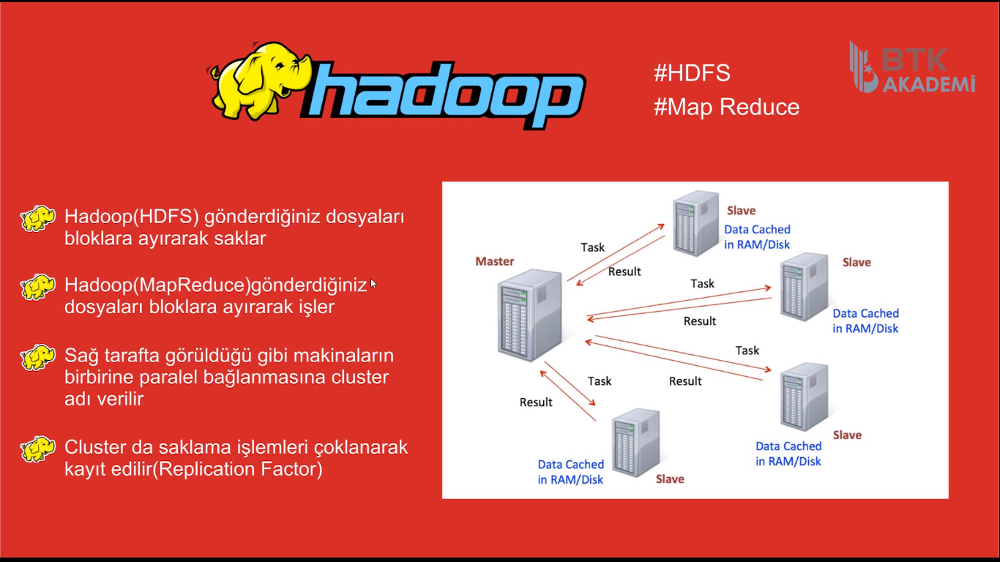 hadoop
#HDFS
#Map Reduce
BTK
AKADEMİ
Hadoop(HDFS) gönderdiğiniz dosyaları
bloklara ayırarak saklar
Hadoop(MapReduce)gönderdiğiniz
dosyaları bloklara ayırarak işler
Sağ tarafta görüldüğü gibi makinaların
birbirine paralel bağlanmasına cluster
adı verilir
Cluster da saklama işlemleri çoklanarak
kayıt edilir(Replication Factor)
Master
Task
Result
Slave
Data Cached
in RAM/Disk
Task
Result
Slave
Data Cached
in RAM/Disk
Task
Result
Slave
Data Cached
in RAM/Disk
Task
Result
Data Cached
in RAM/Disk
Slave